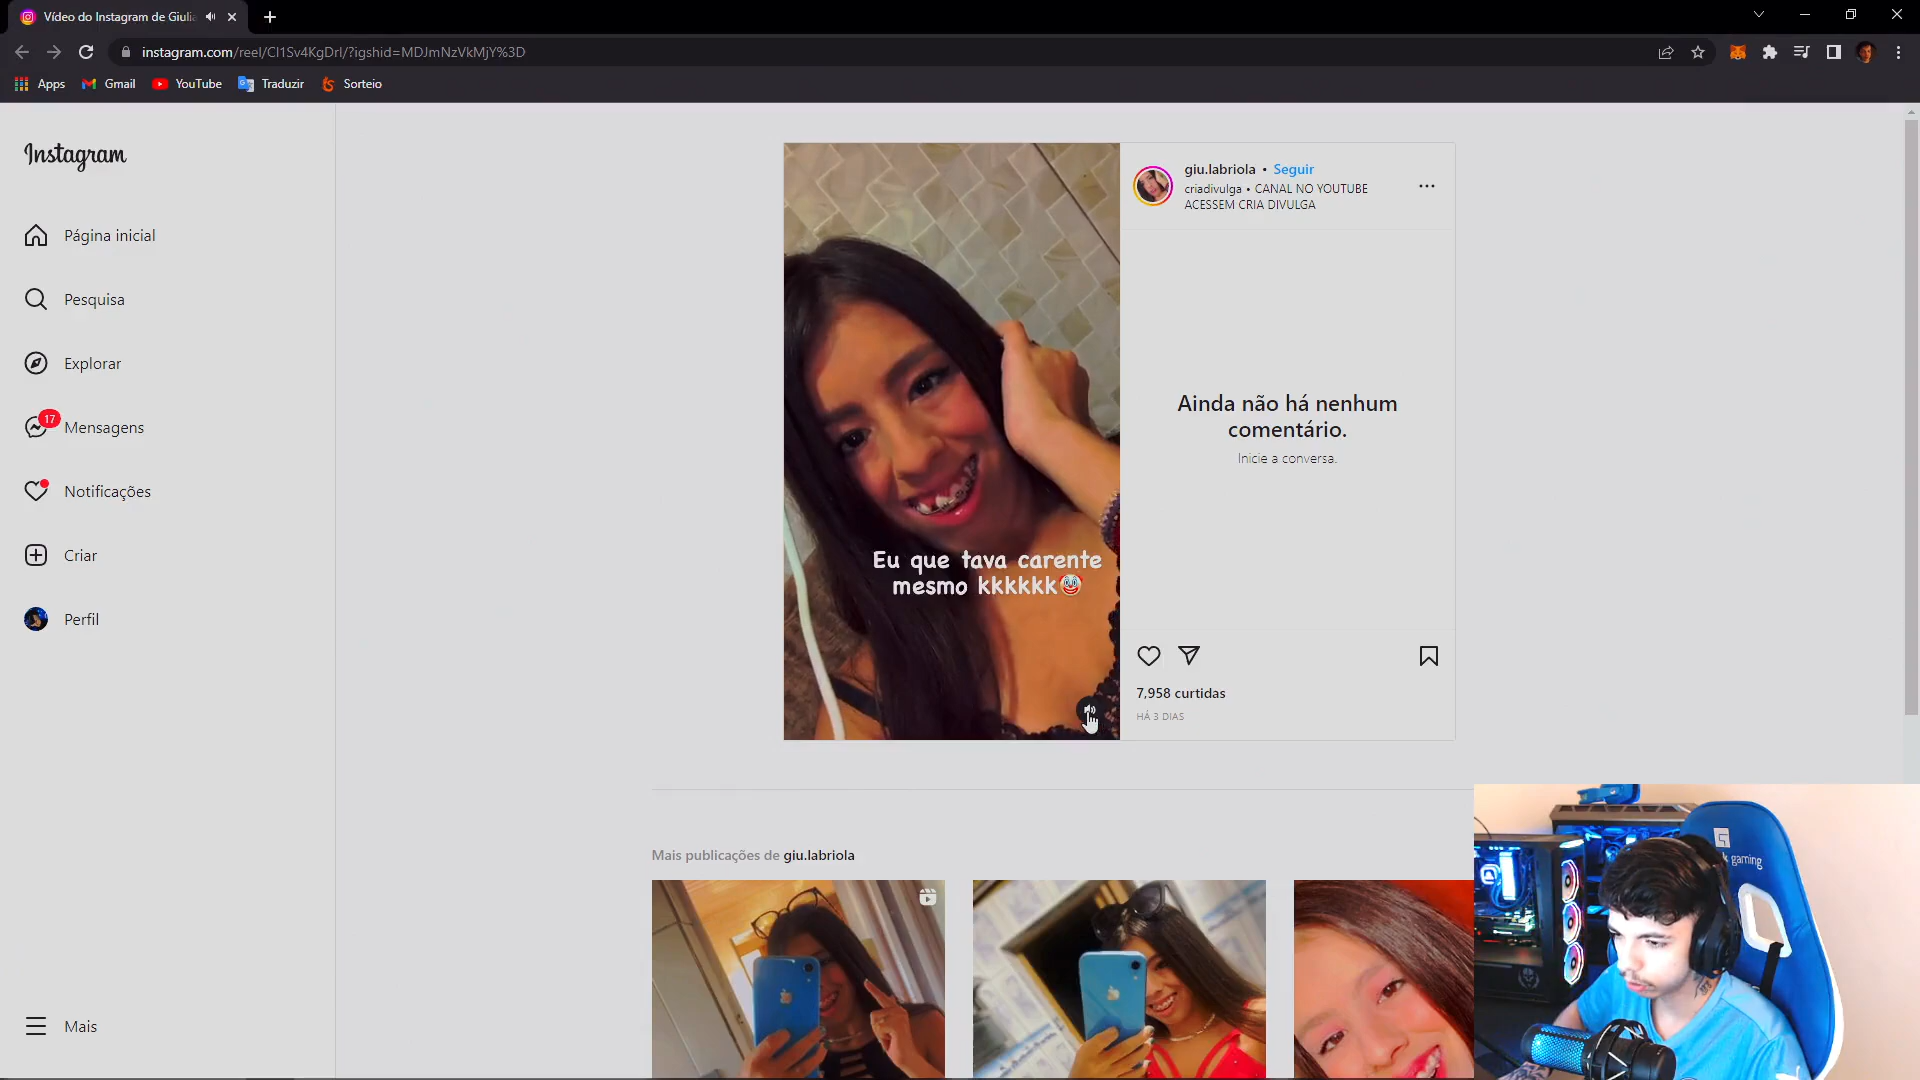 Vídeo do Instagram de Giulia
instagram.com/reel/Cl1Sv4KgDrl/?igshid=MDJmNzVkMjY%3D
Apps
Gmail
YouTube
Traduzir
Sorteio
Instagram
Página inicial
Pesquisa
Explorar
17
Mensagens
Notificações
Criar
Perfil
Mais
Eu que tava carente
mesmo kkkkkk🤡
giu.labriola • Seguir
criadivulga • CANAL NO YOUTUBE
ACESSEM CRIA DIVULGA
Ainda não há nenhum
comentário.
Inicie a conversa.
7,958 curtidas
HÁ 3 DIAS
Mais publicações de giu.labriola
gaming